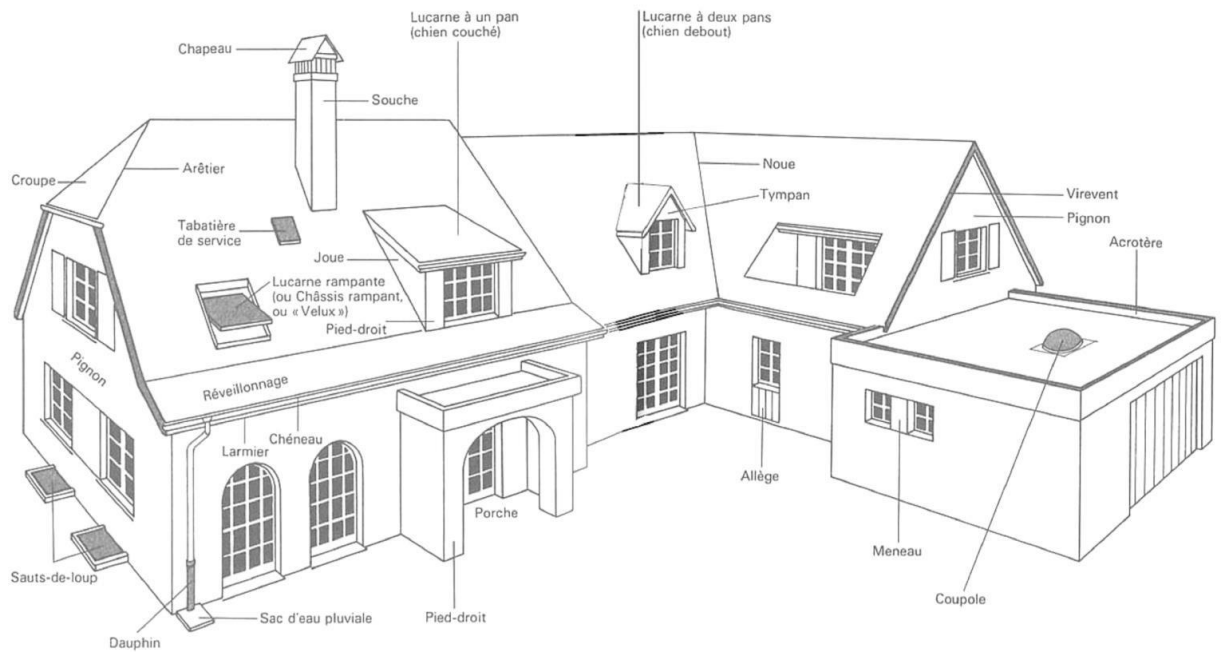 Lucarne à un pan
(chien couché)
Lucarne à deux pans
(chien debout)
Chapeau
Souche
Arêtier
Croupe
Noue
Tympan
Virevent
Pignon
Acrotère
Tabatière
de service
Joue
Lucarne rampante
(ou Châssis rampant,
ou « Velux »)
Pied-droit
Pignon
Réveillonnage
Chéneau
Larmier
Porche
Allège
Meneau
Coupole
Sauts-de-loup
Dauphin
Sac d'eau pluviale
Pied-droit